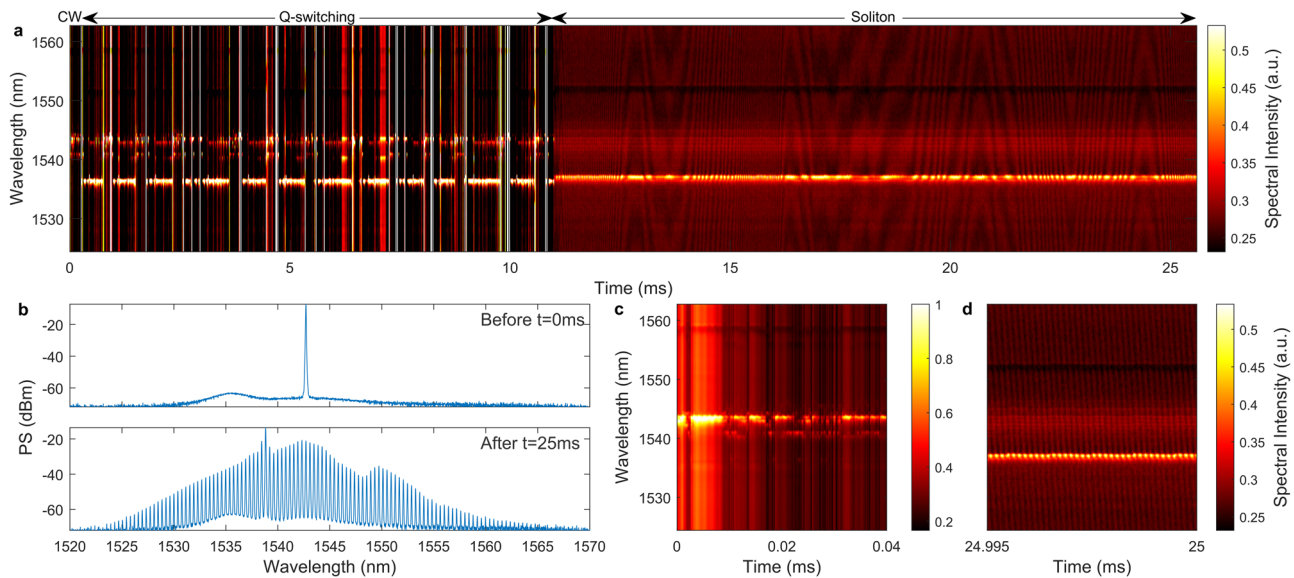 CW Q-switching Soliton
a
1560
1550
1540
1530
Wavelength (nm)
0 5 10 15 20 25
Time (ms)
0.5
0.45
0.4
0.35
0.3
0.25
Spectral Intensity (a.u.)
b
Before t=0ms
-20
-40
-60
After t=25ms
-20
-40
-60
PS (dBm)
1520 1525 1530 1535 1540 1545 1550 1555 1560 1565 1570
Wavelength (nm)
c
1560
1550
1540
1530
Wavelength (nm)
0 0.02 0.04
Time (ms)
1
0.8
0.6
0.4
0.2
d
24.995 25
Time (ms)
0.5
0.45
0.4
0.35
0.3
0.25
Spectral Intensity (a.u.)